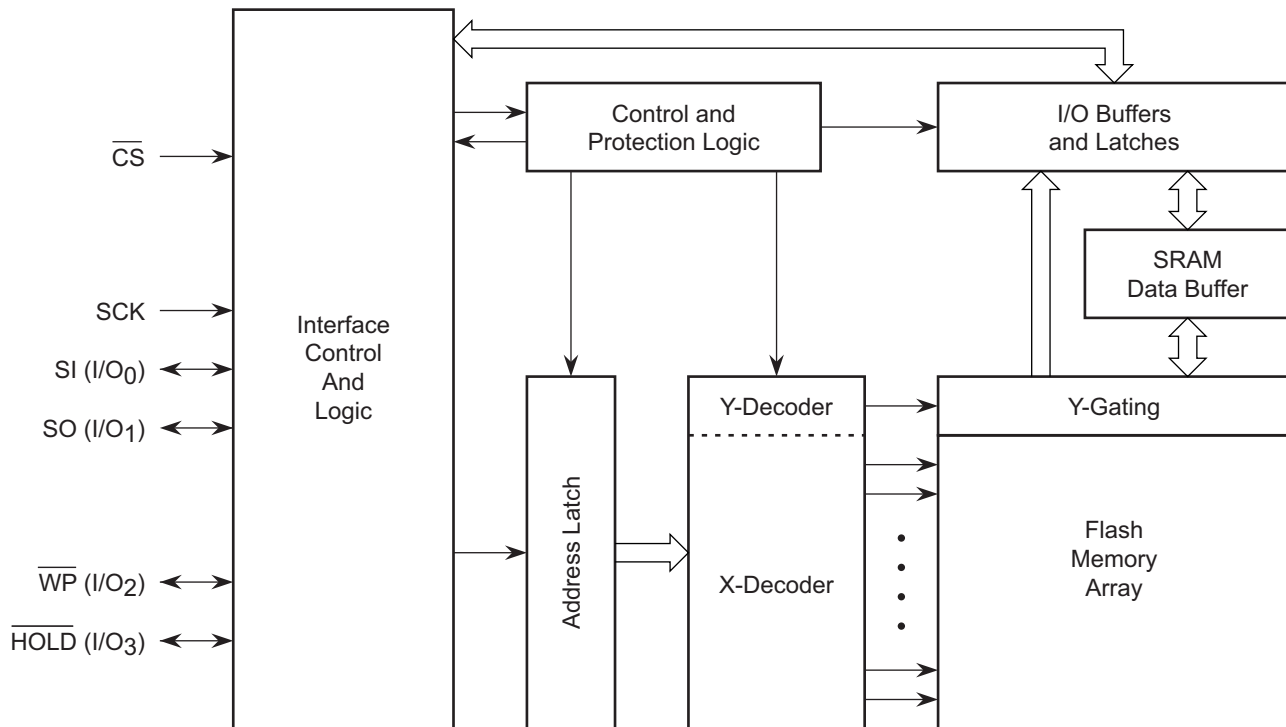 Interface
Control
And
Logic
CS
SCK
SI (I/O0)
SO (I/O1)
WP (I/O2)
HOLD (I/O3)
Control and
Protection Logic
I/O Buffers
and Latches
SRAM
Data Buffer
Address Latch
Y-Decoder
X-Decoder
Y-Gating
Flash
Memory
Array